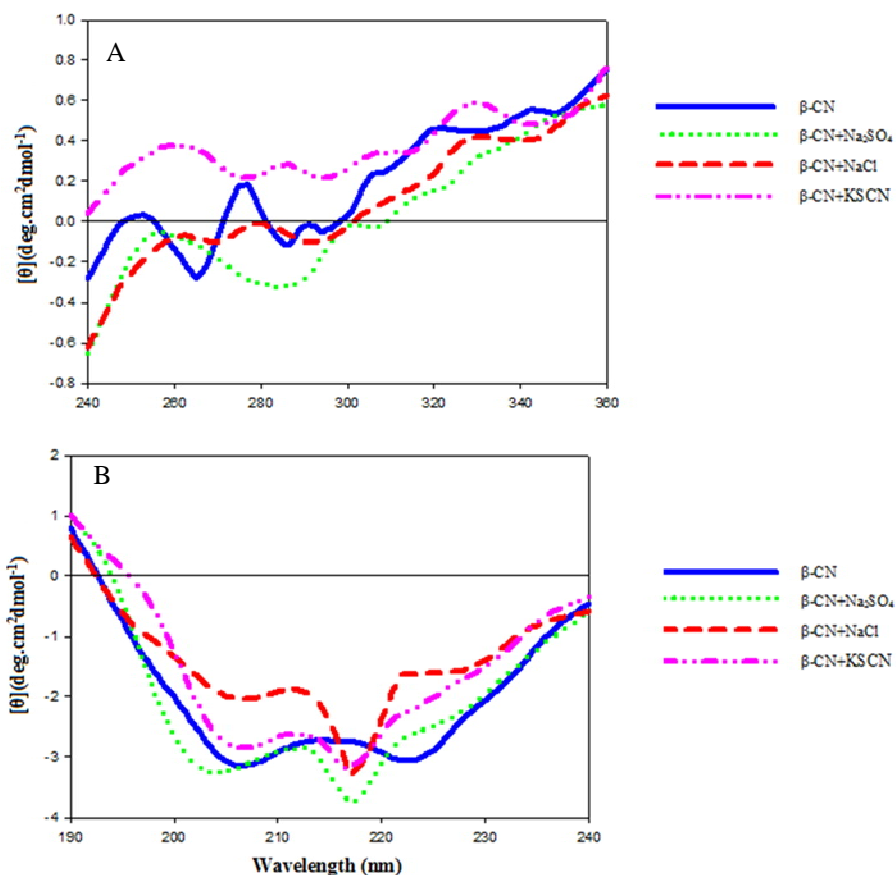 A
[θ](deg.cm²dmol⁻¹)
1.0
0.8
0.6
0.4
0.2
0.0
-0.2
-0.4
-0.6
-0.8
240 260 280 300 320 340 360
β-CN
β-CN+Na₂SO₄
β-CN+NaCl
β-CN+KSCN
B
[θ](deg.cm²dmol⁻¹)
2
1
0
-1
-2
-3
-4
190 200 210 220 230 240
Wavelength (nm)
β-CN
β-CN+Na₂SO₄
β-CN+NaCl
β-CN+KSCN